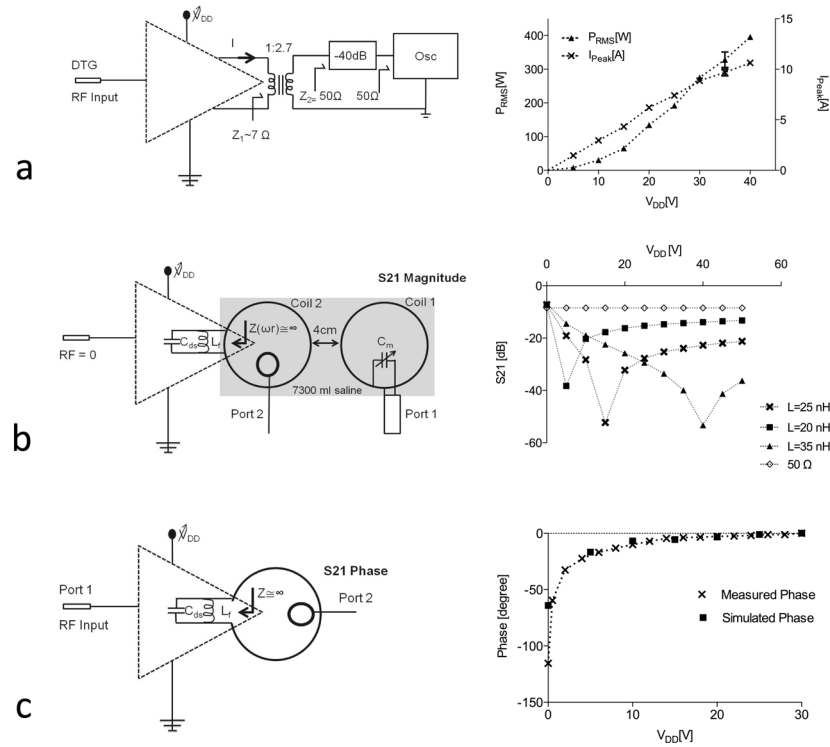 V_DD
I
1:2.7
DTG
RF Input
Z1~7 Ω
-40dB
Osc
Z2= 50Ω
50Ω
a
P_RMS[W]
I_Peak[A]
P_RMS[W]
400
300
200
100
0
15
10
5
0
I_Peak[A]
0 10 20 30 40
V_DD[V]
V_DD
S21 Magnitude
Coil 2
Coil 1
Z(ωr)≅∞
4cm
C_ds
L_f
C_m
RF = 0
7300 ml saline
Port 2
Port 1
b
V_DD[V]
0 20 40 60
S21 [dB]
0
-20
-40
-60
L=25 nH
L=20 nH
L=35 nH
50 Ω
V_DD
S21 Phase
Port 1
RF Input
C_ds
L_f
Z≅∞
Port 2
c
Phase [degree]
0
-50
-100
-150
Measured Phase
Simulated Phase
0 10 20 30
V_DD[V]